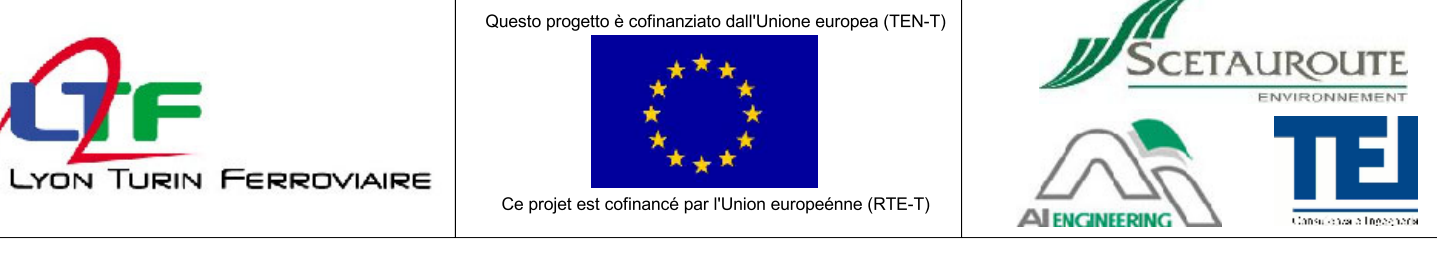 LTF
LYON TURIN FERROVIAIRE
Questo progetto è cofinanziato dall'Unione europea (TEN-T)
Ce projet est cofinancé par l'Union europeénne (RTE-T)
SCETAUROUTE
ENVIRONNEMENT
AI ENGINEERING
TEI